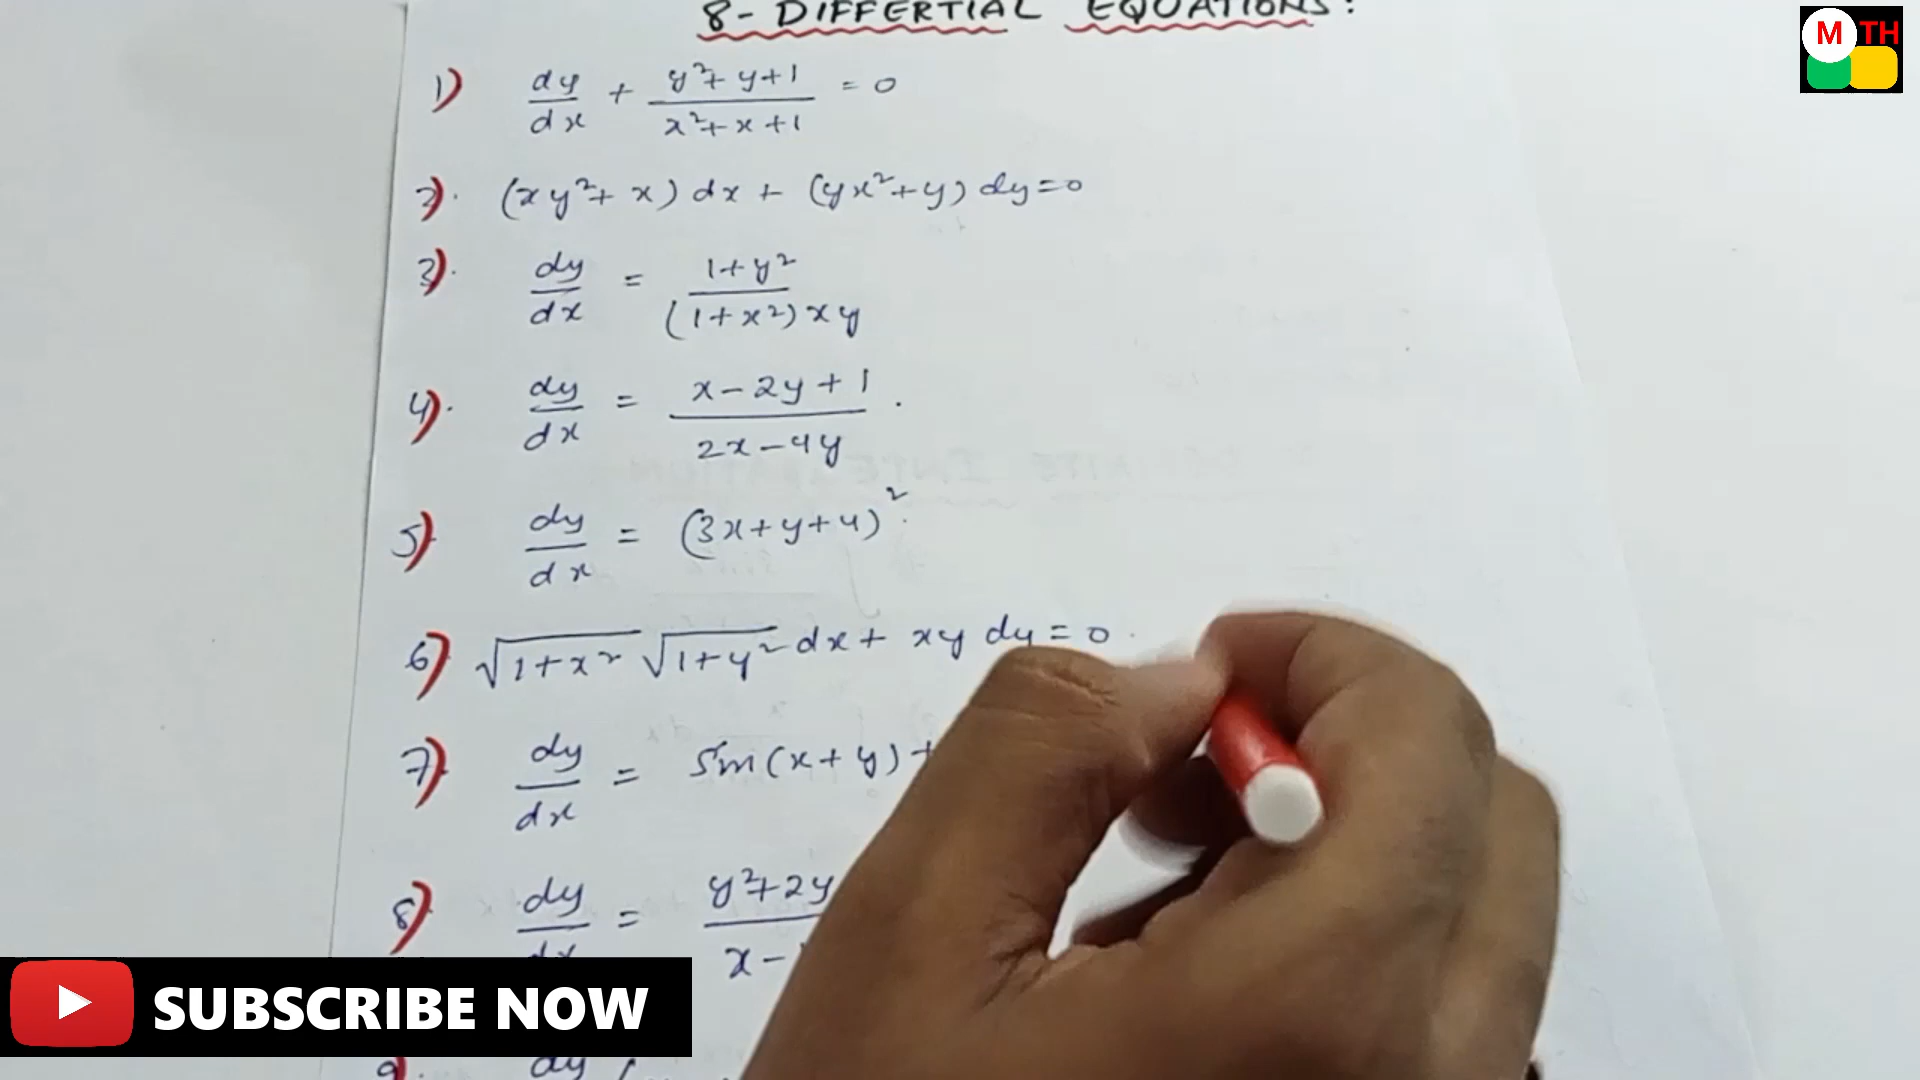 8- DIFFERTIAL EQUATIONS:
M TH
1) dy/dx + (y²+y+1)/(x²+x+1) = 0
2). (xy²+x) dx + (yx²+y) dy=0
3). dy/dx = (1+y²)/((1+x²)xy)
4). dy/dx = (x-2y+1)/(2x-4y).
5) dy/dx = (3x+y+4)².
6) √1+x² √1+y² dx + xy dy = 0.
7) dy/dx = Sin(x+y)+
8) dy/dx = y²+2y / x-
SUBSCRIBE NOW
9. dy